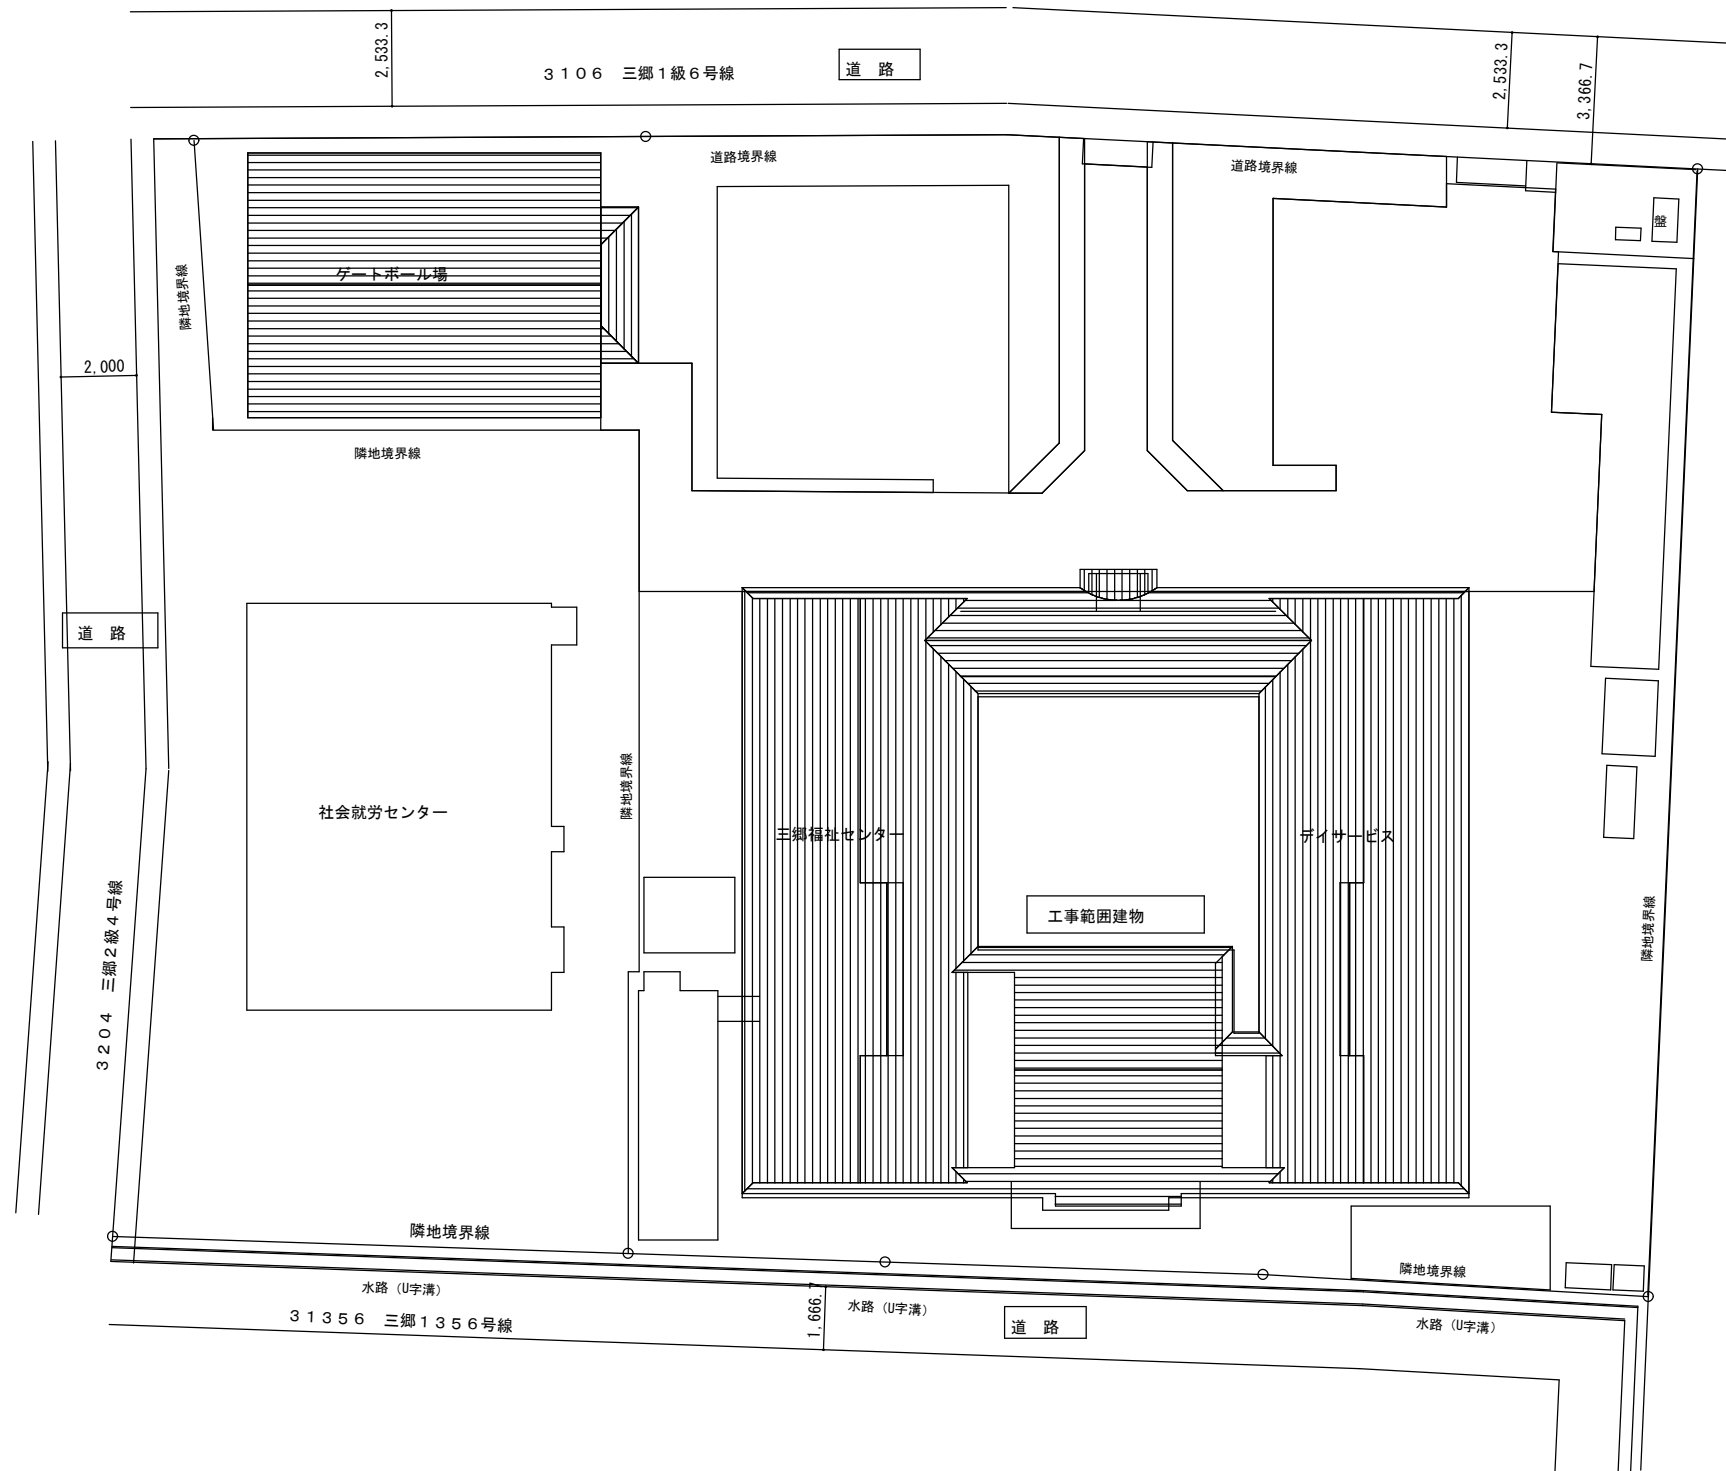 2,533.3
３１０６　三郷１級６号線
道　路
2,533.3
3,366.7
道路境界線
道路境界線
盤
隣地境界線
ゲートボール場
2,000
隣地境界線
道　路
社会就労センター
隣地境界線
三郷福祉センター
デイサービス
工事範囲建物
３２０４　三郷２級４号線
隣地境界線
隣地境界線
隣地境界線
水路（U字溝）
1,666.7
水路（U字溝）
３１３５６　三郷１３５６号線
道　路
水路（U字溝）